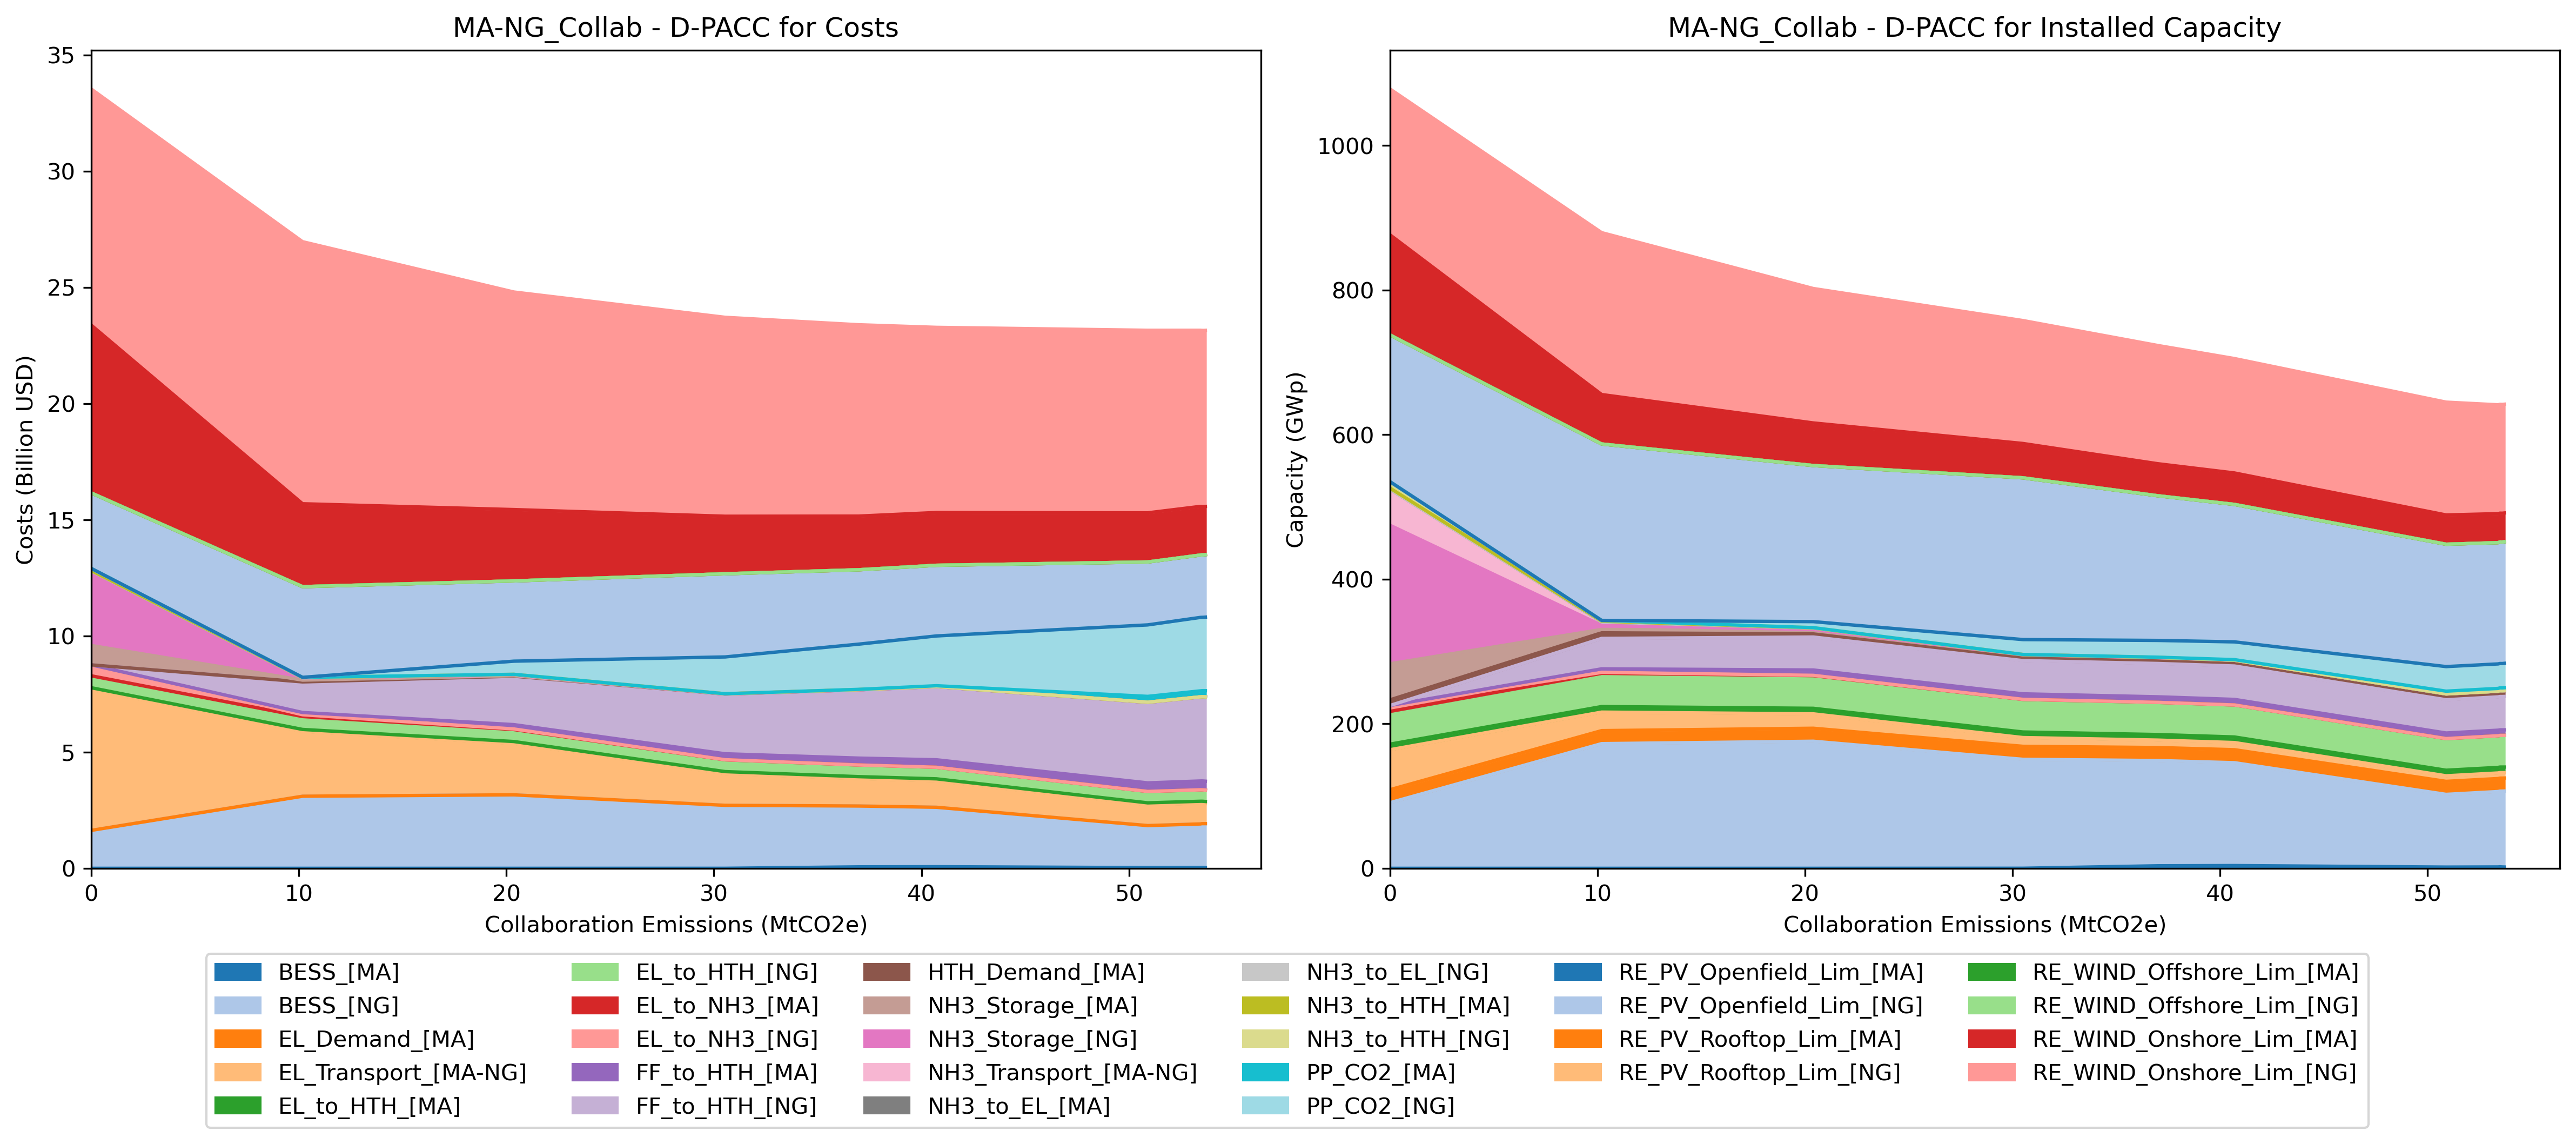 MA-NG_Collab - D-PACC for Costs
35
30
25
20
15
10
5
0
Costs (Billion USD)
0 10 20 30 40 50
Collaboration Emissions (MtCO2e)
MA-NG_Collab - D-PACC for Installed Capacity
1000
800
600
400
200
0
Capacity (GWp)
0 10 20 30 40 50
Collaboration Emissions (MtCO2e)
BESS_[MA]
BESS_[NG]
EL_Demand_[MA]
EL_Transport_[MA-NG]
EL_to_HTH_[MA]
EL_to_HTH_[NG]
EL_to_NH3_[MA]
EL_to_NH3_[NG]
FF_to_HTH_[MA]
FF_to_HTH_[NG]
HTH_Demand_[MA]
NH3_Storage_[MA]
NH3_Storage_[NG]
NH3_Transport_[MA-NG]
NH3_to_EL_[MA]
NH3_to_EL_[NG]
NH3_to_HTH_[MA]
NH3_to_HTH_[NG]
PP_CO2_[MA]
PP_CO2_[NG]
RE_PV_Openfield_Lim_[MA]
RE_PV_Openfield_Lim_[NG]
RE_PV_Rooftop_Lim_[MA]
RE_PV_Rooftop_Lim_[NG]
RE_WIND_Offshore_Lim_[MA]
RE_WIND_Offshore_Lim_[NG]
RE_WIND_Onshore_Lim_[MA]
RE_WIND_Onshore_Lim_[NG]